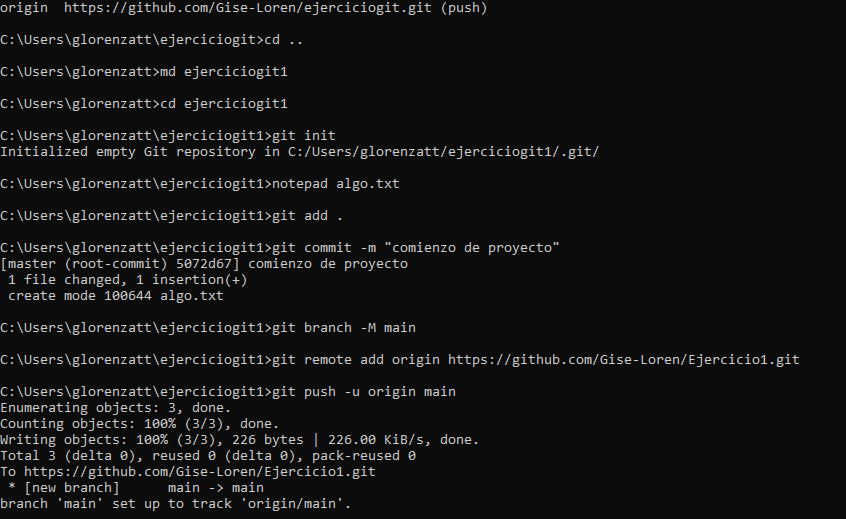 origin  https://github.com/Gise-Loren/ejerciciogit.git (push)
C:\Users\glorenzatt\ejerciciogit>cd ..
C:\Users\glorenzatt>md ejerciciogit1
C:\Users\glorenzatt>cd ejerciciogit1
C:\Users\glorenzatt\ejerciciogit1>git init
Initialized empty Git repository in C:/Users/glorenzatt/ejerciciogit1/.git/
C:\Users\glorenzatt\ejerciciogit1>notepad algo.txt
C:\Users\glorenzatt\ejerciciogit1>git add .
C:\Users\glorenzatt\ejerciciogit1>git commit -m "comienzo de proyecto"
[master (root-commit) 5072d67] comienzo de proyecto
 1 file changed, 1 insertion(+)
 create mode 100644 algo.txt
C:\Users\glorenzatt\ejerciciogit1>git branch -M main
C:\Users\glorenzatt\ejerciciogit1>git remote add origin https://github.com/Gise-Loren/Ejercicio1.git
C:\Users\glorenzatt\ejerciciogit1>git push -u origin main
Enumerating objects: 3, done.
Counting objects: 100% (3/3), done.
Writing objects: 100% (3/3), 226 bytes | 226.00 KiB/s, done.
Total 3 (delta 0), reused 0 (delta 0), pack-reused 0
To https://github.com/Gise-Loren/Ejercicio1.git
 * [new branch]      main -> main
branch 'main' set up to track 'origin/main'.